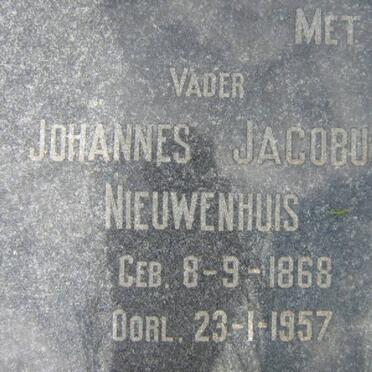 MET
VADER
JOHANNES JACOBU
NIEUWENHUIS
GEB. 8-9-1868
OORL. 23-1-1957